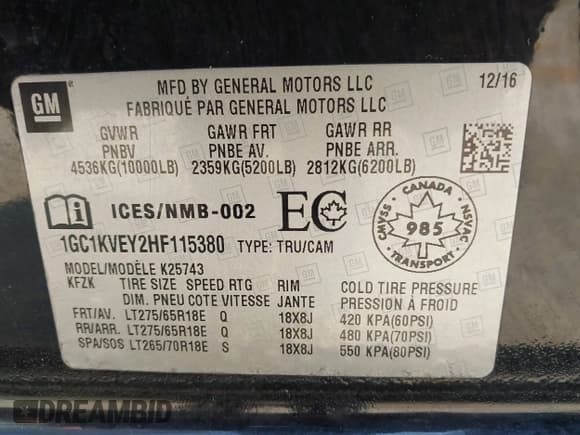 GM
MFD BY GENERAL MOTORS LLC
FABRIQUÉ PAR GENERAL MOTORS LLC
12/16
GVWR GAWR FRT GAWR RR
PNBV PNBE AV. PNBE ARR.
4536KG(10000LB) 2359KG(5200LB) 2812KG(6200LB)
i ICES/NMB-002 EC
CANADA
CMVSS NSVAC
985
TRANSPORT
1GC1KVEY2HF115380 TYPE: TRU/CAM
MODEL/MODÈLE K25743
KFZK TIRE SIZE SPEED RTG RIM COLD TIRE PRESSURE
DIM. PNEU COTE VITESSE JANTE PRESSION À FROID
FRT/AV. LT275/65R18E Q 18X8J 420 KPA(60PSI)
RR/ARR. LT275/65R18E Q 18X8J 480 KPA(70PSI)
SPA/SOS LT265/70R18E S 18X8J 550 KPA(80PSI)
DREAMBID